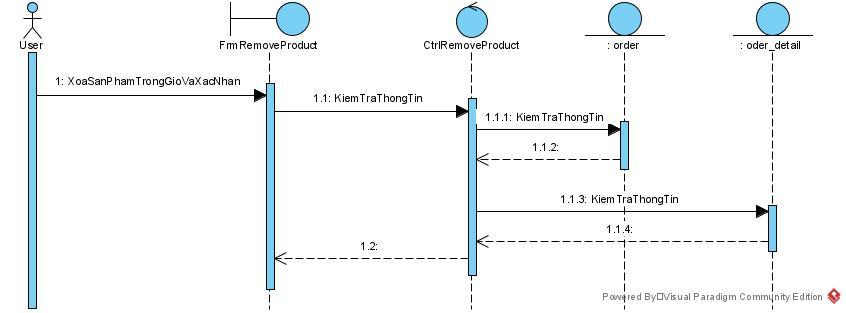 User
FrmRemoveProduct
CtrlRemoveProduct
: order
: oder_detail
1: XoaSanPhamTrongGioVaXacNhan
1.1: KiemTraThongTin
1.1.1: KiemTraThongTin
1.1.2:
1.1.3: KiemTraThongTin
1.1.4:
1.2:
Powered By Visual Paradigm Community Edition